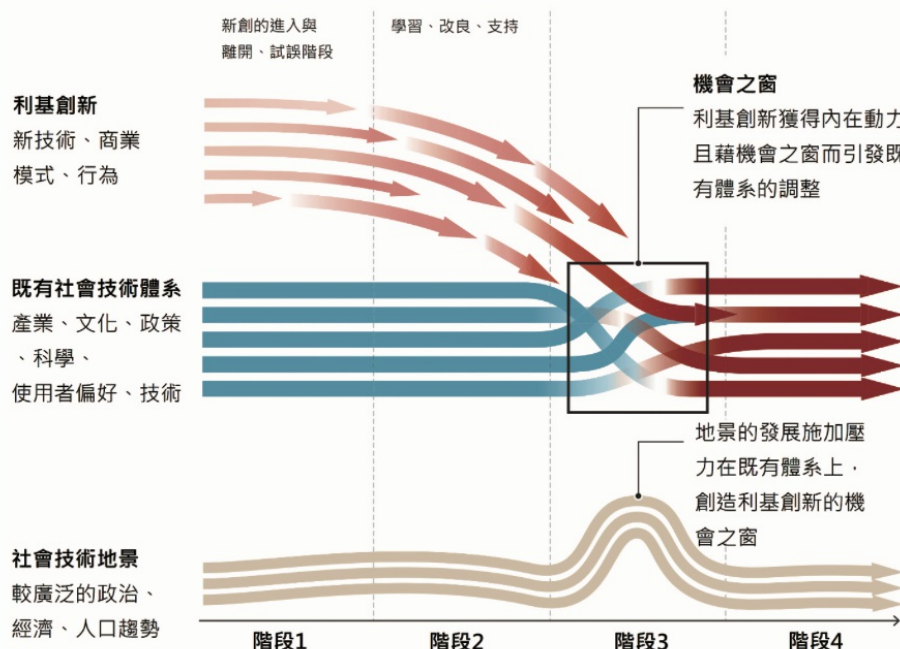 新創的進入與
離開、試誤階段
學習、改良、支持
利基創新
新技術、商業
模式、行為
機會之窗
利基創新獲得內在動力
且藉機會之窗而引發既
有體系的調整
既有社會技術體系
產業、文化、政策
、科學、
使用者偏好、技術
地景的發展施加壓
力在既有體系上，
創造利基創新的機
會之窗
社會技術地景
較廣泛的政治、
經濟、人口趨勢
階段1
階段2
階段3
階段4